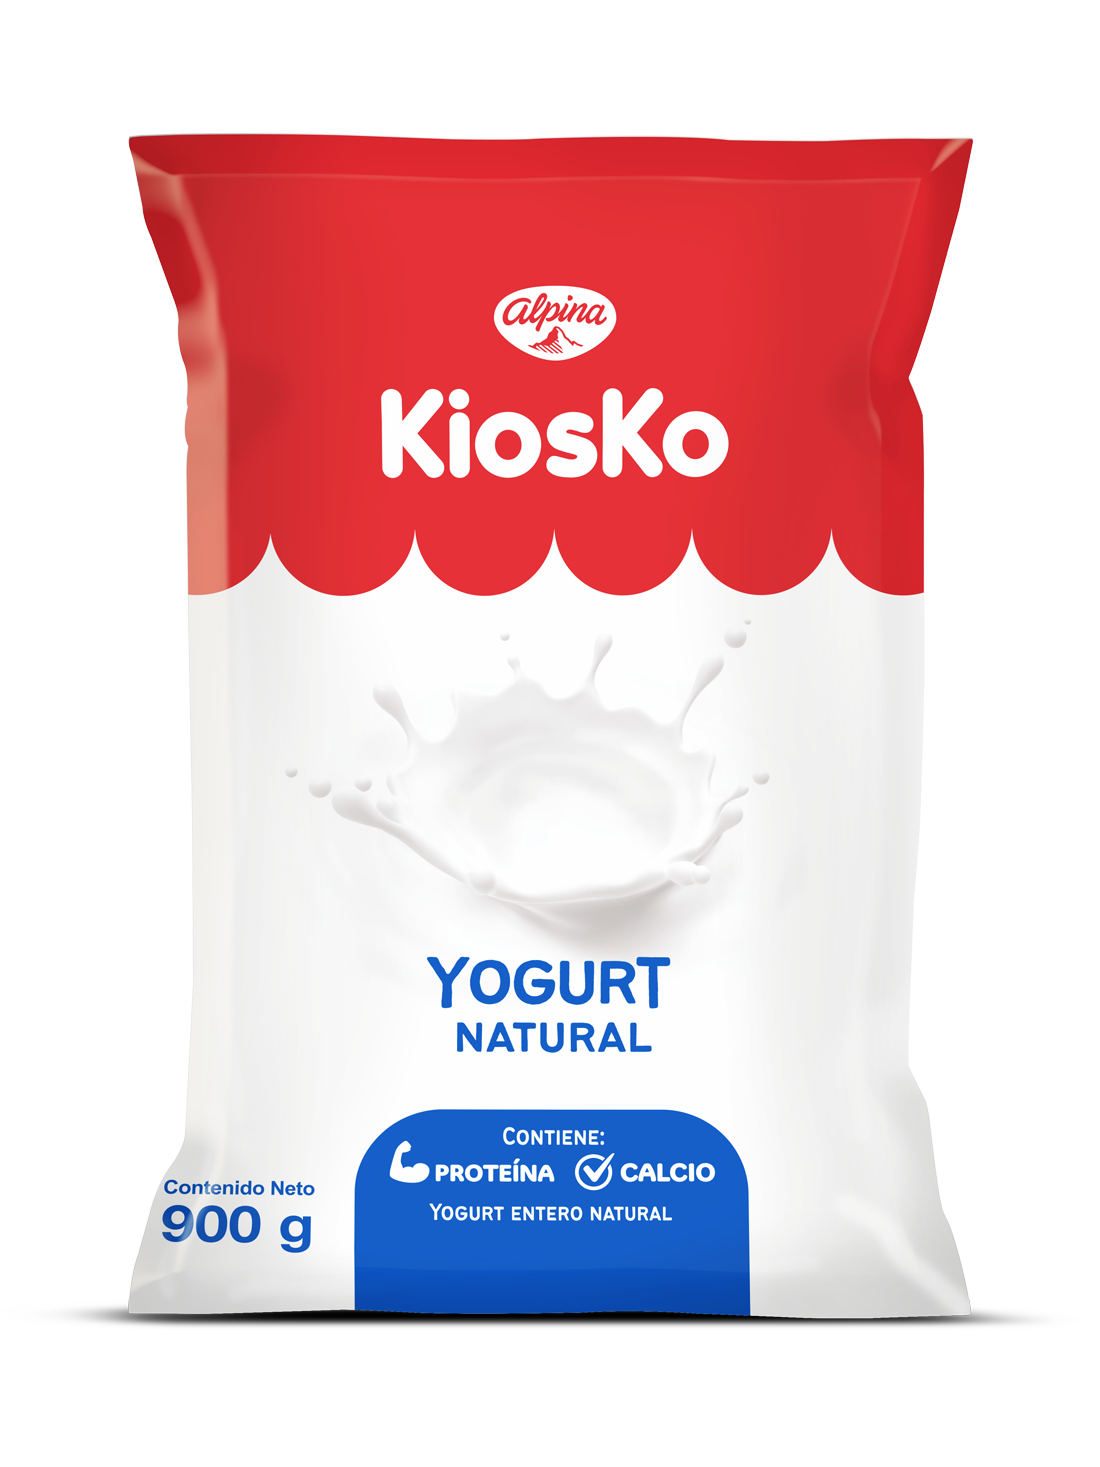 alpina
KiosKo
YOGURT
NATURAL
CONTIENE:
PROTEÍNA CALCIO
YOGURT ENTERO NATURAL
Contenido Neto
900 g